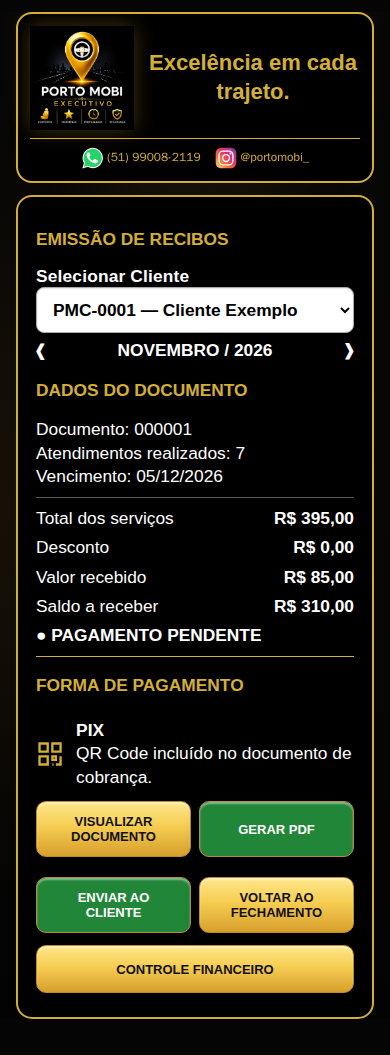 PORTO MOBI
EXECUTIVO
Excelência em cada
trajeto.
(51) 99008-2119
@portomobi_
EMISSÃO DE RECIBOS
Selecionar Cliente
PMC-0001 — Cliente Exemplo
❰ NOVEMBRO / 2026 ❱
DADOS DO DOCUMENTO
Documento: 000001
Atendimentos realizados: 7
Vencimento: 05/12/2026
Total dos serviços R$ 395,00
Desconto R$ 0,00
Valor recebido R$ 85,00
Saldo a receber R$ 310,00
● PAGAMENTO PENDENTE
FORMA DE PAGAMENTO
PIX
QR Code incluído no documento de
cobrança.
VISUALIZAR
DOCUMENTO
GERAR PDF
ENVIAR AO
CLIENTE
VOLTAR AO
FECHAMENTO
CONTROLE FINANCEIRO